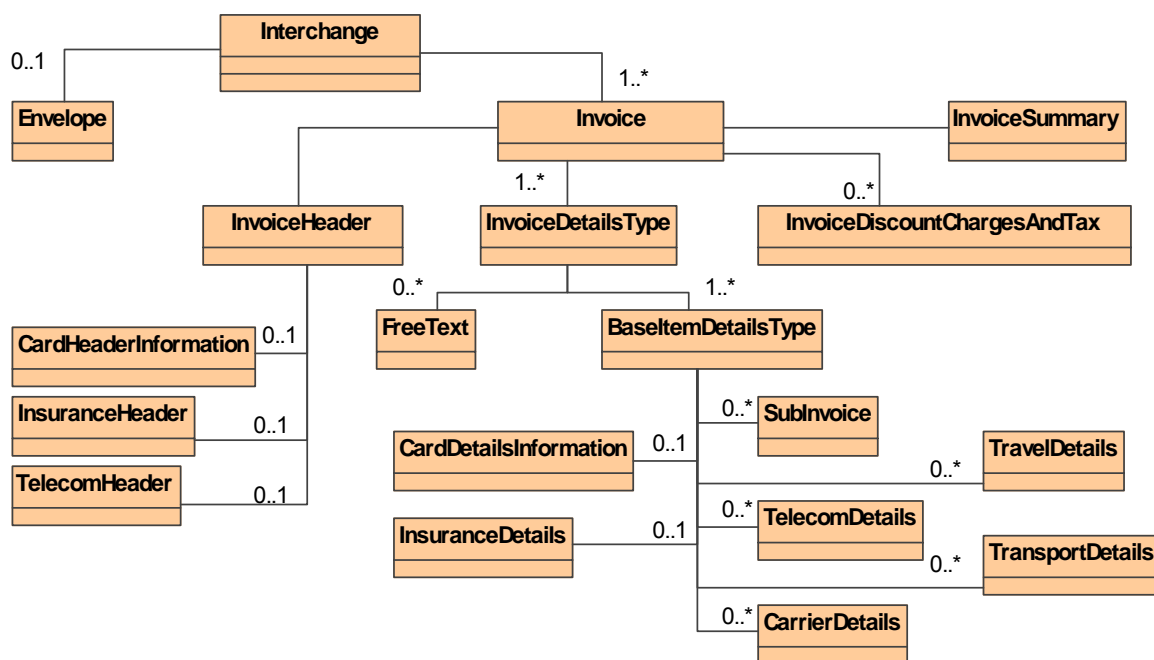 Interchange
0..1
1..*
Envelope
Invoice
InvoiceSummary
1..*
0..*
InvoiceHeader
InvoiceDetailsType
InvoiceDiscountChargesAndTax
0..*
1..*
FreeText
BaseItemDetailsType
CardHeaderInformation
0..1
InsuranceHeader
0..1
TelecomHeader
0..1
0..*
SubInvoice
CardDetailsInformation
0..1
0..*
TravelDetails
0..*
TelecomDetails
InsuranceDetails
0..1
0..*
TransportDetails
0..*
CarrierDetails